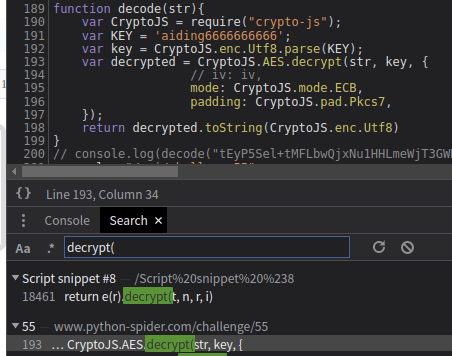 189 function decode(str){
190 var CryptoJS = require("crypto-js");
191 var KEY = 'aiding6666666666';
192 var key = CryptoJS.enc.Utf8.parse(KEY);
193 var decrypted = CryptoJS.AES.decrypt(str, key, {
194 // iv: iv,
195 mode: CryptoJS.mode.ECB,
196 padding: CryptoJS.pad.Pkcs7,
197 });
198 return decrypted.toString(CryptoJS.enc.Utf8)
199 }
200 // console.log(decode("tEyP5Sel+tMFLbwQjxNu1HHLmeWjT3GW
{} Line 193, Column 34
Console Search ×
Aa .* decrypt(
Script snippet #8 — /Script%20snippet%20%238
18461 return e(r).decrypt(t, n, r, i)
55 — www.python-spider.com/challenge/55
193 … CryptoJS.AES.decrypt(str, key, {